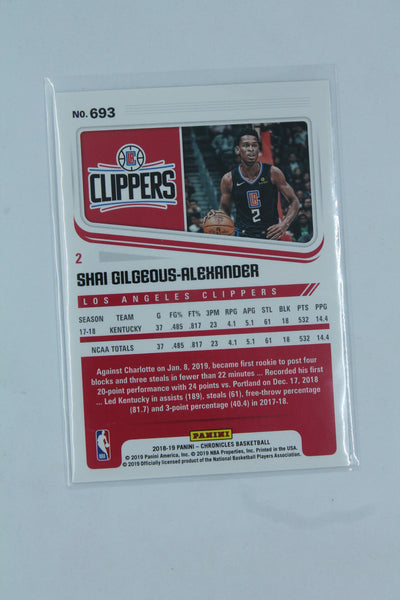 NO. 693
LAC
CLIPPERS
CLIPPERS
2
2
SHAI GILGEOUS-ALEXANDER
LOS ANGELES CLIPPERS
SEASON TEAM G FG% FT% 3PM RPG APG STL BLK PTS PPG
17-18 KENTUCKY 37 .485 .817 23 4.1 5.1 61 18 532 14.4
NCAA TOTALS 37 .485 .817 23 4.1 5.1 61 18 532 14.4
Against Charlotte on Jan. 8, 2019, became first rookie to post four
blocks and three steals in fewer than 22 minutes ... Recorded his first
20-point performance with 24 points vs. Portland on Dec. 17, 2018
... Led Kentucky in assists (189), steals (61), free-throw percentage
(81.7) and 3-point percentage (40.4) in 2017-18.
NBA
PANINI
2018-19 PANINI - CHRONICLES BASKETBALL
© 2019 Panini America, Inc. © 2019 NBA Properties, Inc. Printed in the USA.
© 2019 Officially licensed product of the National Basketball Players Association.